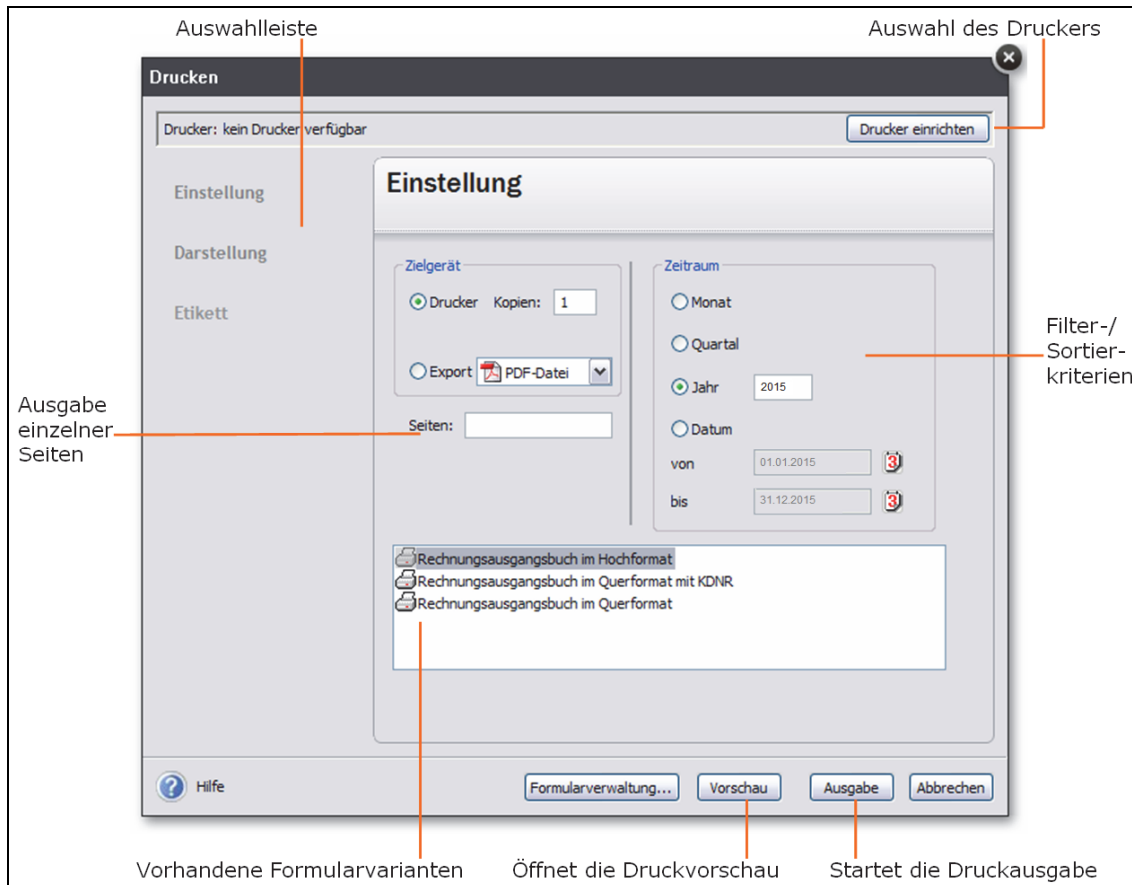 Auswahlleiste
Auswahl des Druckers
Drucken
Drucker: kein Drucker verfügbar
Drucker einrichten
Einstellung
Darstellung
Etikett
Einstellung
Zielgerät
Drucker Kopien: 1
Export PDF-Datei
Seiten:
Zeitraum
Monat
Quartal
Jahr 2015
Datum
von 01.01.2015 3
bis 31.12.2015 3
Filter-/
Sortier-
kriterien
Ausgabe
einzelner
Seiten
Rechnungsausgangsbuch im Hochformat
Rechnungsausgangsbuch im Querformat mit KDNR
Rechnungsausgangsbuch im Querformat
? Hilfe
Formularverwaltung...
Vorschau
Ausgabe
Abbrechen
Vorhandene Formularvarianten
Öffnet die Druckvorschau
Startet die Druckausgabe